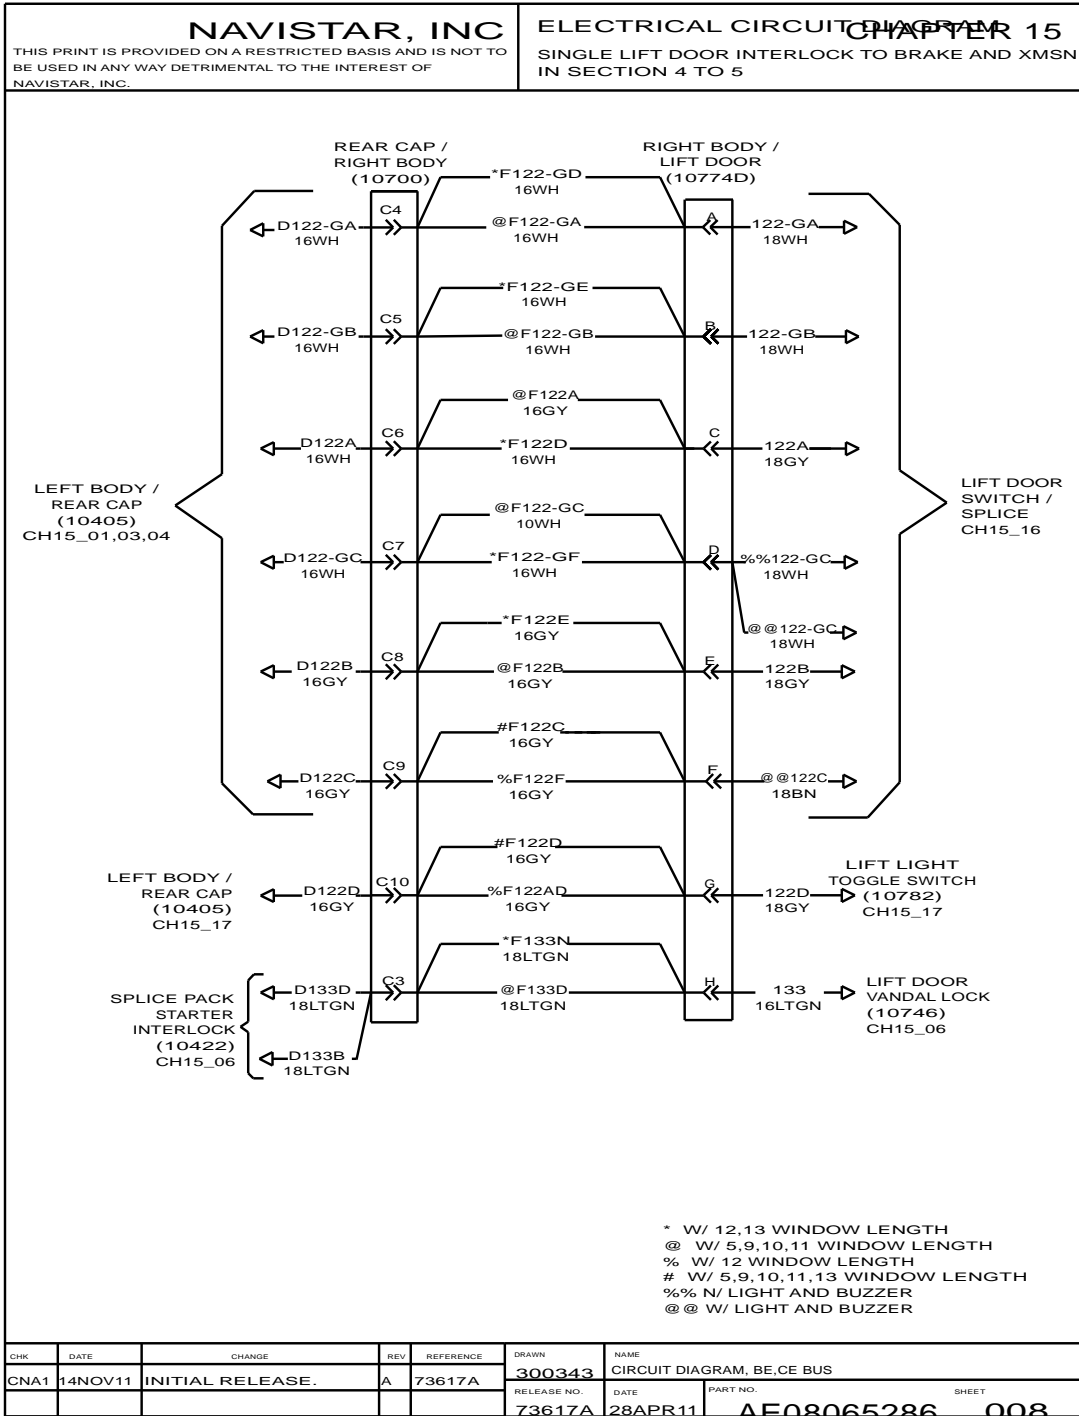 NAVISTAR, INC
THIS PRINT IS PROVIDED ON A RESTRICTED BASIS AND IS NOT TO
BE USED IN ANY WAY DETRIMENTAL TO THE INTEREST OF
NAVISTAR, INC.
ELECTRICAL CIRCUIT DIAGRAM CHAPTER 15
SINGLE LIFT DOOR INTERLOCK TO BRAKE AND XMSN
IN SECTION 4 TO 5
REAR CAP /
RIGHT BODY
(10700)
RIGHT BODY /
LIFT DOOR
(10774D)
*F122-GD
16WH
D122-GA
16WH
C4
@F122-GA
16WH
A
122-GA
18WH
*F122-GE
16WH
D122-GB
16WH
C5
@F122-GB
16WH
B
122-GB
18WH
@F122A
16GY
D122A
16WH
C6
*F122D
16WH
C
122A
18GY
LEFT BODY /
REAR CAP
(10405)
CH15_01,03,04
LIFT DOOR
SWITCH /
SPLICE
CH15_16
@F122-GC
10WH
D122-GC
16WH
C7
*F122-GF
16WH
D
%%122-GC
18WH
@@122-GC
18WH
*F122E
16GY
D122B
16GY
C8
@F122B
16GY
E
122B
18GY
#F122C
16GY
D122C
16GY
C9
%F122F
16GY
F
@@122C
18BN
#F122D
16GY
LEFT BODY /
REAR CAP
(10405)
CH15_17
D122D
16GY
C10
%F122AD
16GY
G
122D
18GY
LIFT LIGHT
TOGGLE SWITCH
(10782)
CH15_17
*F133N
18LTGN
SPLICE PACK
STARTER
INTERLOCK
(10422)
CH15_06
D133D
18LTGN
C3
@F133D
18LTGN
H
133
16LTGN
LIFT DOOR
VANDAL LOCK
(10746)
CH15_06
D133B
18LTGN
* W/ 12,13 WINDOW LENGTH
@ W/ 5,9,10,11 WINDOW LENGTH
% W/ 12 WINDOW LENGTH
# W/ 5,9,10,11,13 WINDOW LENGTH
%% N/ LIGHT AND BUZZER
@@ W/ LIGHT AND BUZZER
CHK DATE CHANGE REV REFERENCE
CNA1 14NOV11 INITIAL RELEASE. A 73617A
DRAWN
300343
NAME
CIRCUIT DIAGRAM, BE,CE BUS
RELEASE NO.
73617A
DATE
28APR11
PART NO.
AE08065286
SHEET
008